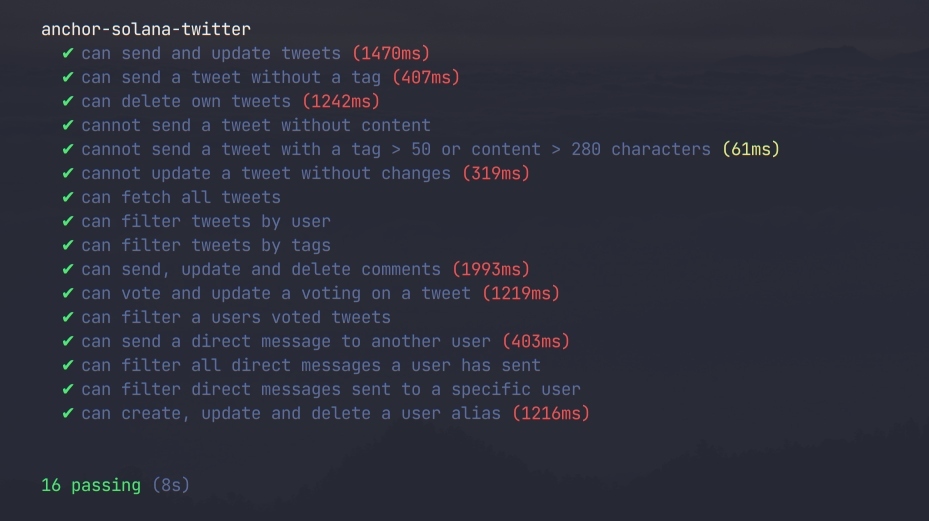 anchor-solana-twitter
✔ can send and update tweets (1470ms)
✔ can send a tweet without a tag (407ms)
✔ can delete own tweets (1242ms)
✔ cannot send a tweet without content
✔ cannot send a tweet with a tag > 50 or content > 280 characters (61ms)
✔ cannot update a tweet without changes (319ms)
✔ can fetch all tweets
✔ can filter tweets by user
✔ can filter tweets by tags
✔ can send, update and delete comments (1993ms)
✔ can vote and update a voting on a tweet (1219ms)
✔ can filter a users voted tweets
✔ can send a direct message to another user (403ms)
✔ can filter all direct messages a user has sent
✔ can filter direct messages sent to a specific user
✔ can create, update and delete a user alias (1216ms)
16 passing (8s)